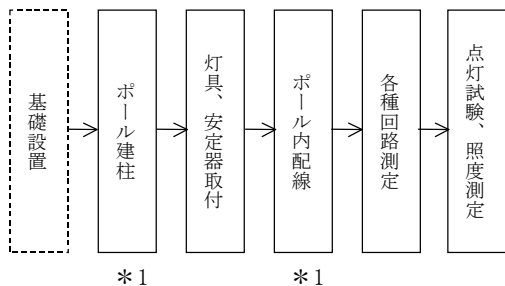 基礎設置
ポール建柱
灯具、安定器取付
ポール内配線
各種回路測定
点灯試験、照度測定
＊1
＊1